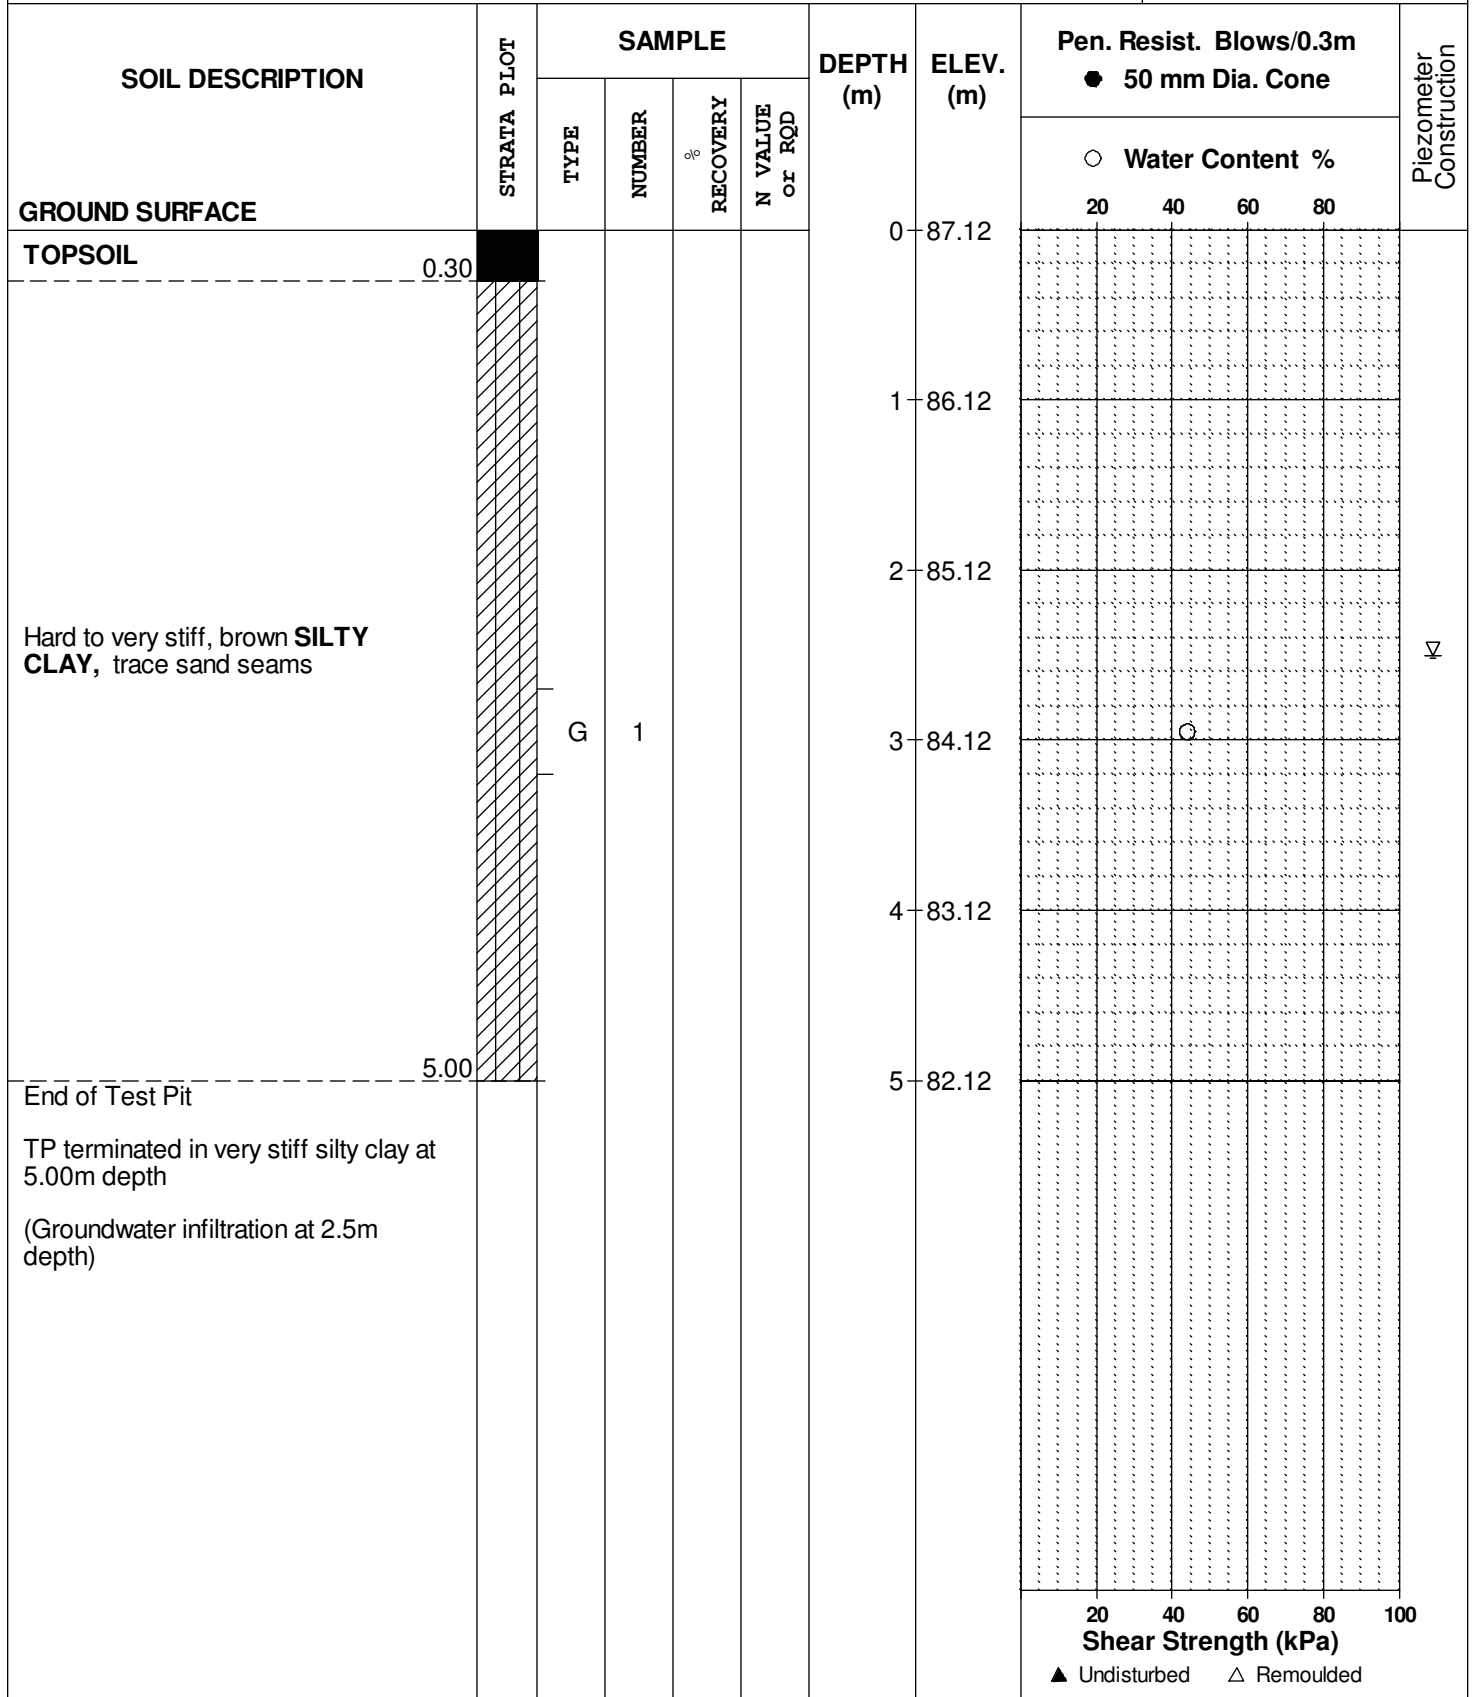 SOIL DESCRIPTION
GROUND SURFACE
STRATA PLOT
SAMPLE
TYPE
NUMBER
%
RECOVERY
N VALUE
or RQD
DEPTH
(m)
ELEV.
(m)
Pen. Resist. Blows/0.3m
● 50 mm Dia. Cone
○ Water Content %
20 40 60 80
Piezometer
Construction
TOPSOIL
0.30
0 87.12
1 86.12
2 85.12
Hard to very stiff, brown SILTY
CLAY, trace sand seams
G 1
3 84.12
4 83.12
5.00
5 82.12
End of Test Pit
TP terminated in very stiff silty clay at
5.00m depth
(Groundwater infiltration at 2.5m
depth)
20 40 60 80 100
Shear Strength (kPa)
▲ Undisturbed △ Remoulded